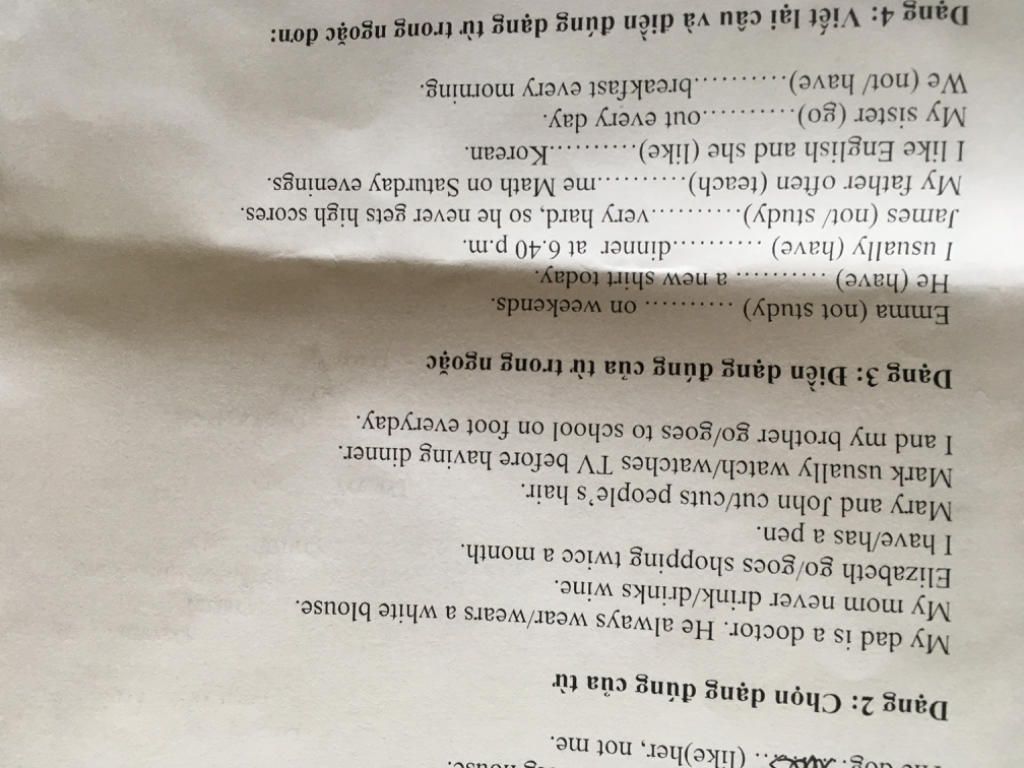 house.
dog. (like)her, not me.
Dạng 2: Chọn dạng đúng của từ
My dad is a doctor. He always wear/wears a white blouse.
My mom never drink/drinks wine.
Elizabeth go/goes shopping twice a month.
I have/has a pen.
Mary and John cut/cuts people’s hair.
Mark usually watch/watches TV before having dinner.
I and my brother go/goes to school on foot everyday.
Dạng 3: Điền dạng đúng của từ trong ngoặc
Emma (not study) ........... on weekends.
He (have) ........... a new shirt today.
I usually (have) ...........dinner at 6.40 p.m.
James (not/ study)...........very hard, so he never gets high scores.
My father often (teach)...........me Math on Saturday evenings.
I like English and she (like)...........Korean.
My sister (go)...........out every day.
We (not/ have)...........breakfast every morning.
Dạng 4: Viết lại câu và điền đúng dạng từ trong ngoặc đơn: